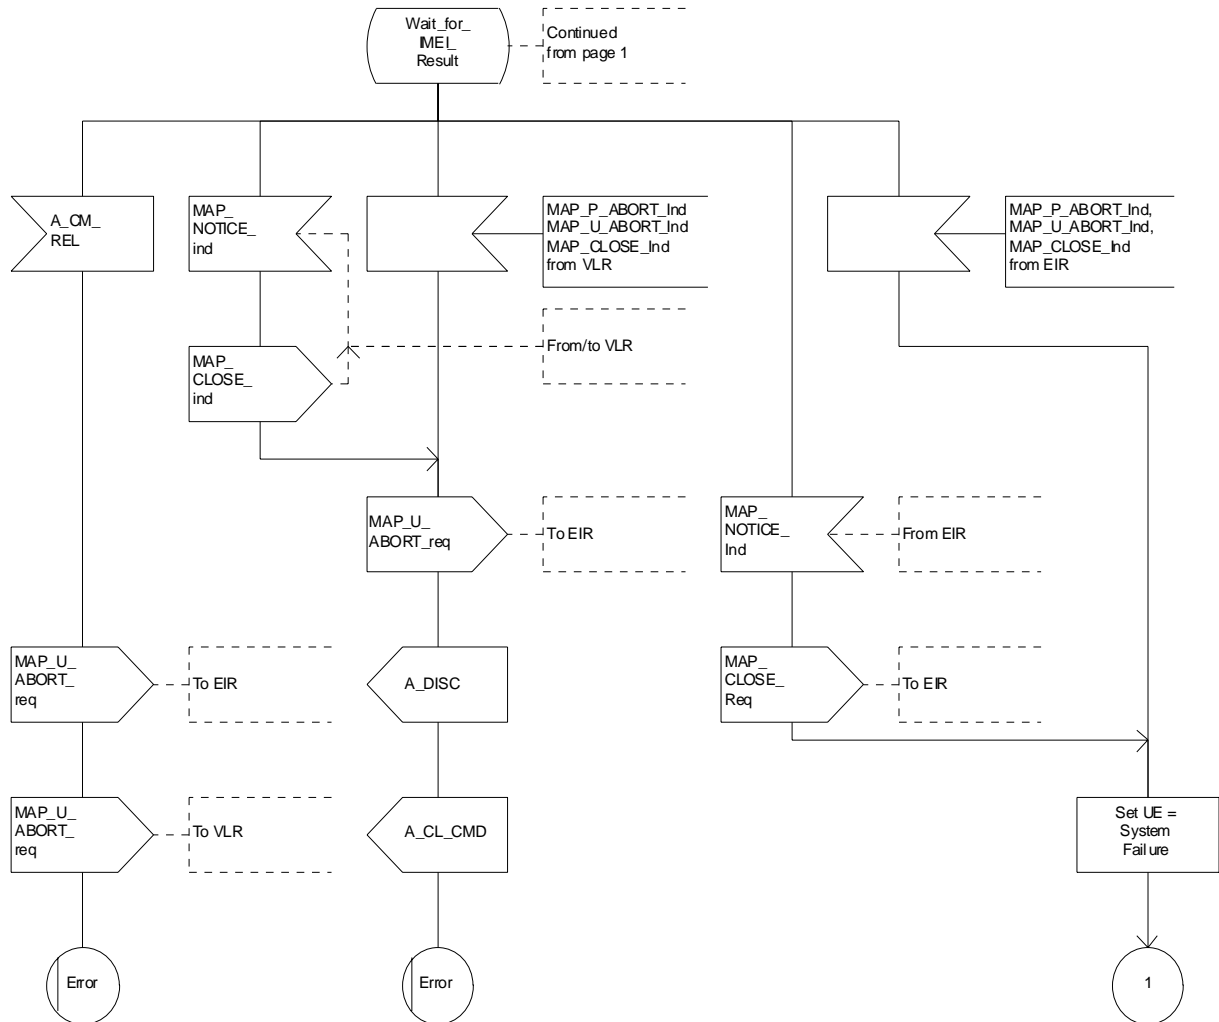 Wait_for_
IMEI_
Result
Continued
from page 1
A_CM_
REL
MAP_
NOTICE_
ind
MAP_P_ABORT_Ind
MAP_U_ABORT_Ind
MAP_CLOSE_Ind
from VLR
MAP_P_ABORT_Ind,
MAP_U_ABORT_Ind,
MAP_CLOSE_Ind
from EIR
MAP_
CLOSE_
ind
From/to VLR
MAP_U_
ABORT_req
To EIR
MAP_
NOTICE_
Ind
From EIR
MAP_U_
ABORT_
req
To EIR
A_DISC
MAP_
CLOSE_
Req
To EIR
MAP_U_
ABORT_
req
To VLR
A_CL_CMD
Set UE =
System
Failure
Error
Error
1